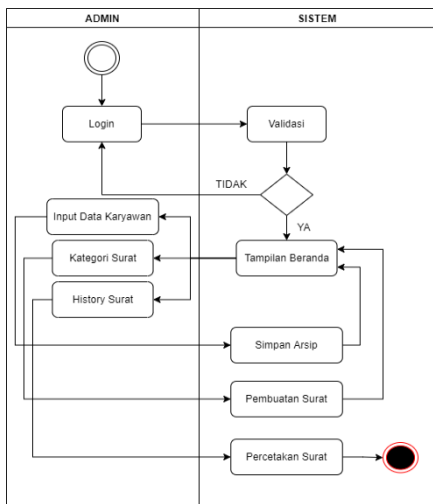 ADMIN
SISTEM
Login
Validasi
TIDAK
YA
Input Data Karyawan
Kategori Surat
Tampilan Beranda
History Surat
Simpan Arsip
Pembuatan Surat
Percetakan Surat